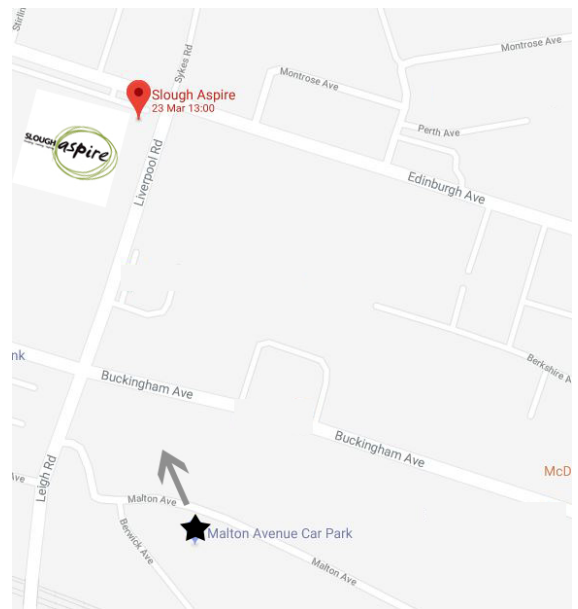 Stirlin
Sykes Rd
Montrose Ave
Montrose Ave
Slough Aspire
23 Mar 13:00
Perth Ave
SLOUGH aspire
Liverpool Rd
Edinburgh Ave
nk
Buckingham Ave
Berkshire A
Buckingham Ave
McD
Leigh Rd
Ave
Malton Ave
Malton Avenue Car Park
Berwick Ave
Malton Ave